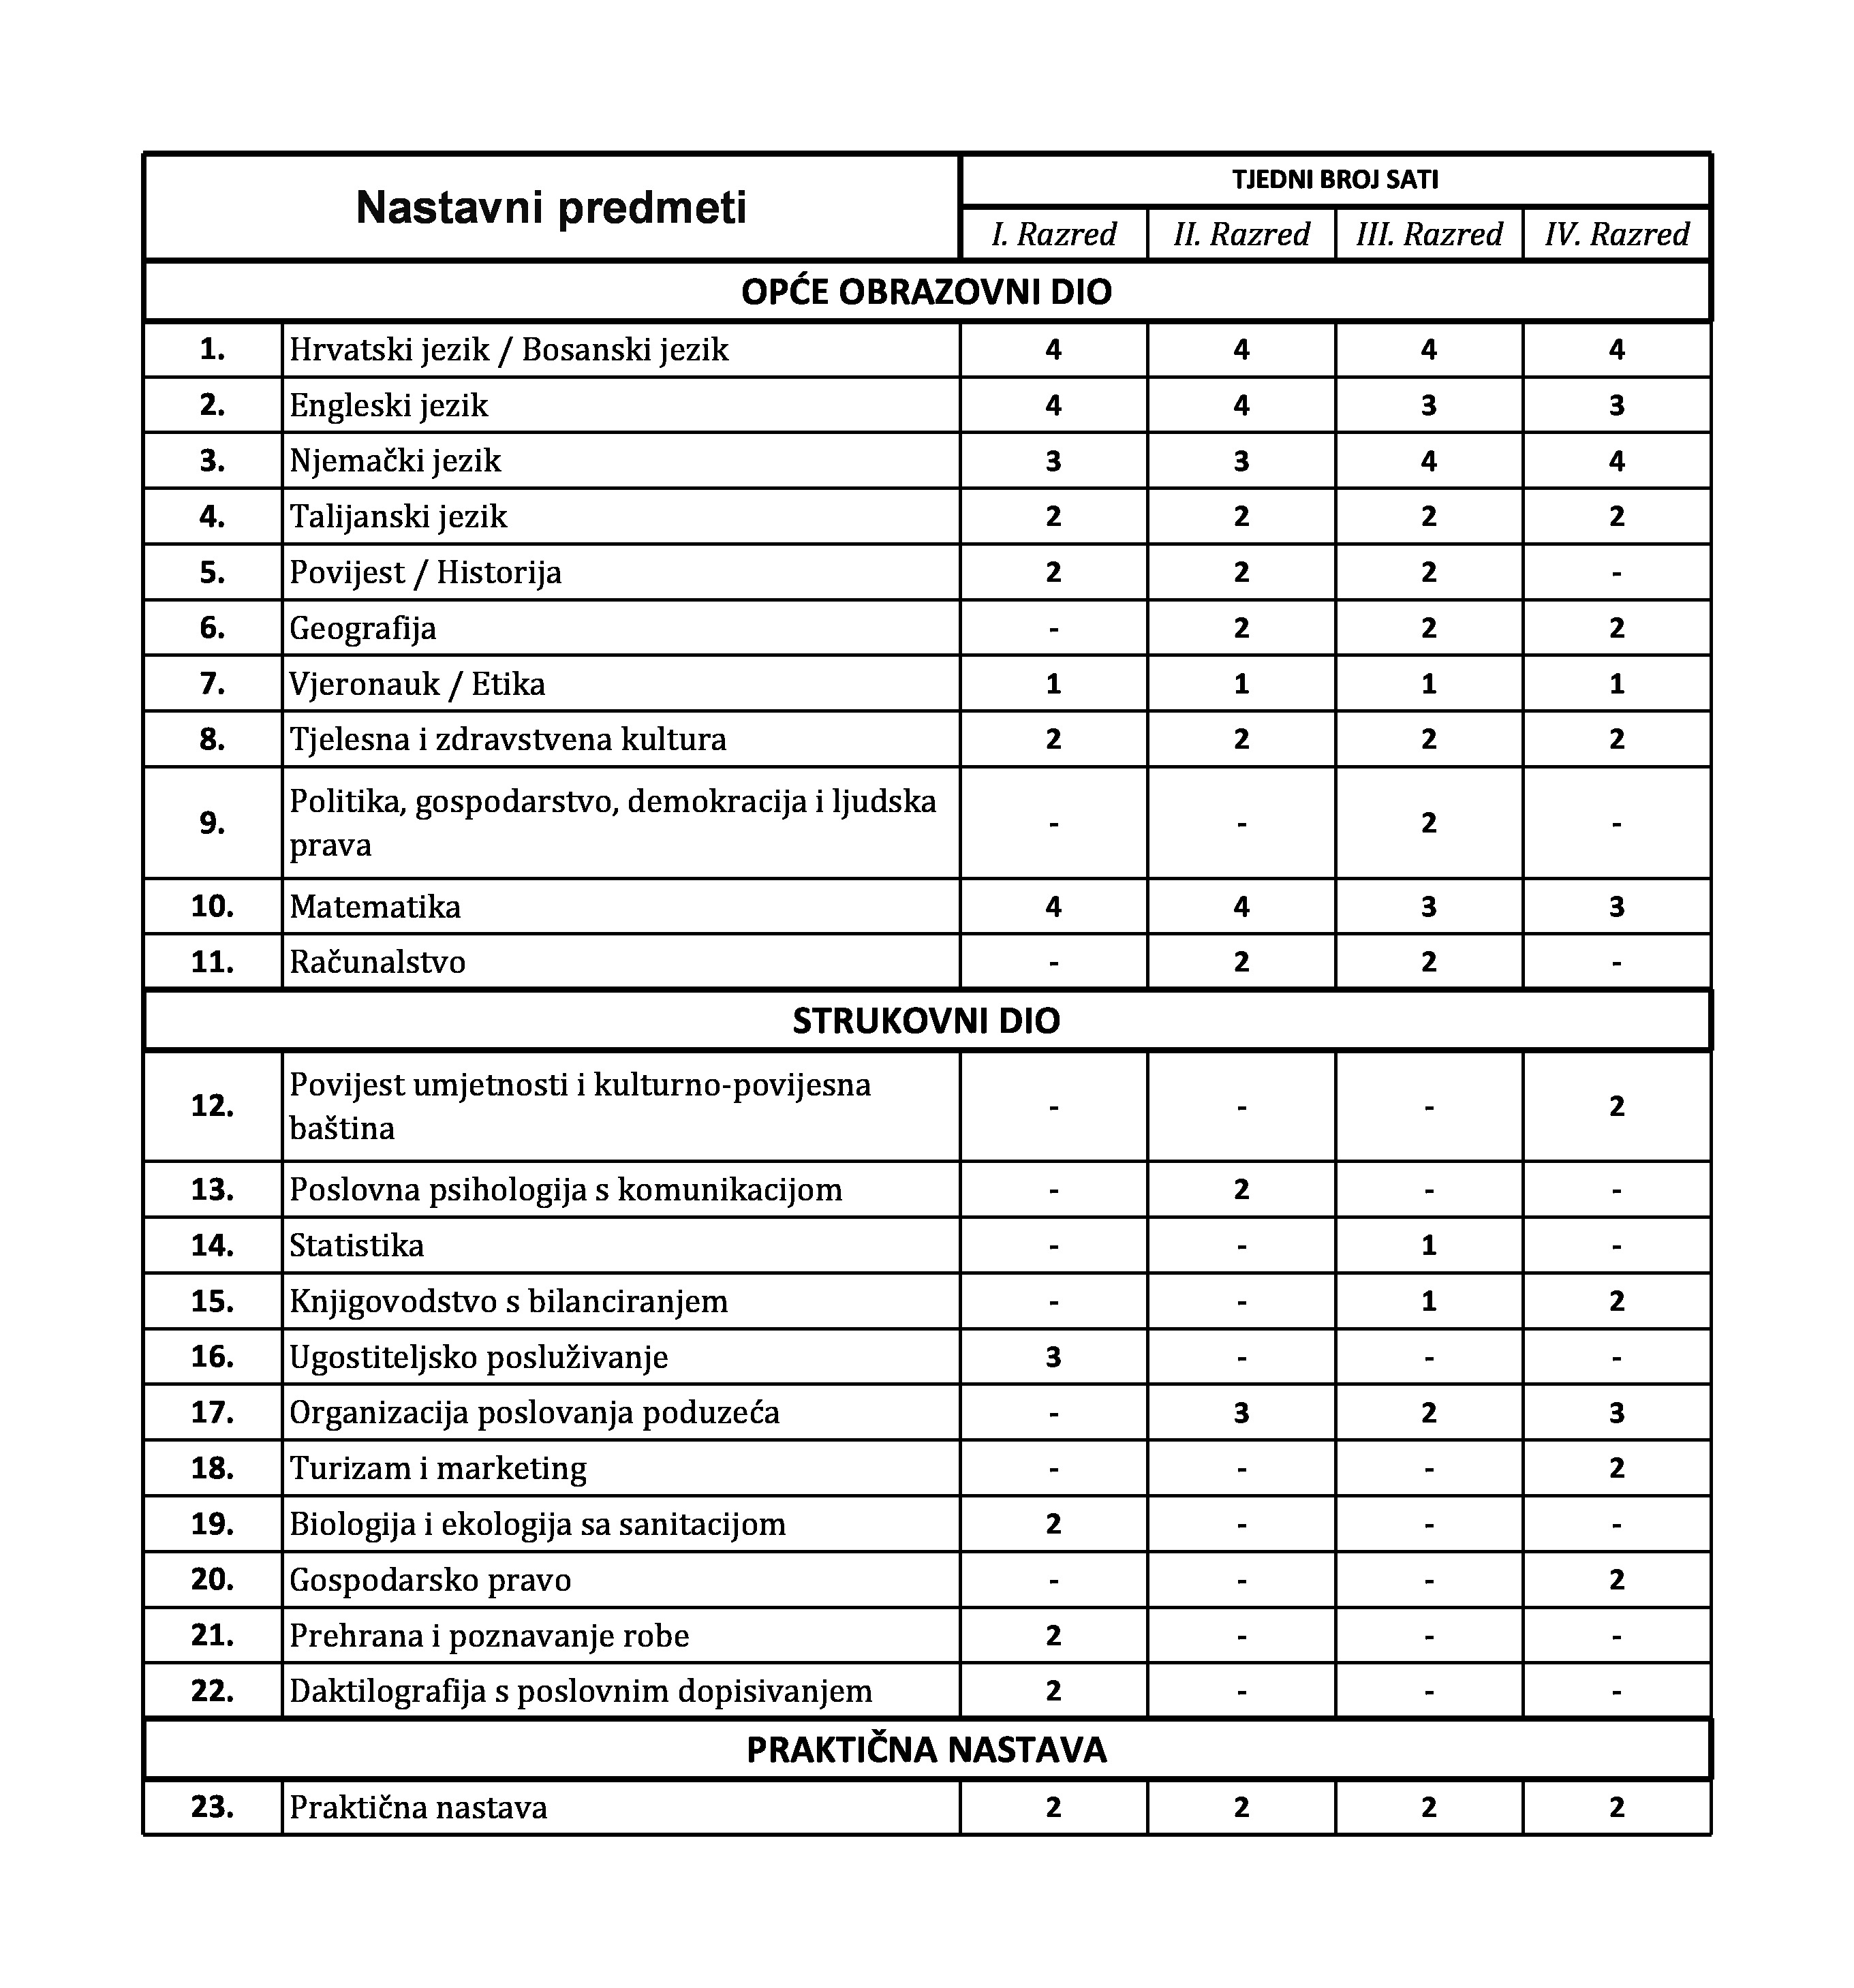 Nastavni predmeti
TJEDNI BROJ SATI
I. Razred II. Razred III. Razred IV. Razred
OPĆE OBRAZOVNI DIO
1. Hrvatski jezik / Bosanski jezik 4 4 4 4
2. Engleski jezik 4 4 3 3
3. Njemački jezik 3 3 4 4
4. Talijanski jezik 2 2 2 2
5. Povijest / Historija 2 2 2 -
6. Geografija - 2 2 2
7. Vjeronauk / Etika 1 1 1 1
8. Tjelesna i zdravstvena kultura 2 2 2 2
9. Politika, gospodarstvo, demokracija i ljudska
prava - - 2 -
10. Matematika 4 4 3 3
11. Računalstvo - 2 2 -
STRUKOVNI DIO
12. Povijest umjetnosti i kulturno-povijesna
baština - - - 2
13. Poslovna psihologija s komunikacijom - 2 - -
14. Statistika - - 1 -
15. Knjigovodstvo s bilanciranjem - - 1 2
16. Ugostiteljsko posluživanje 3 - - -
17. Organizacija poslovanja poduzeća - 3 2 3
18. Turizam i marketing - - - 2
19. Biologija i ekologija sa sanitacijom 2 - - -
20. Gospodarsko pravo - - - 2
21. Prehrana i poznavanje robe 2 - - -
22. Daktilografija s poslovnim dopisivanjem 2 - - -
PRAKTIČNA NASTAVA
23. Praktična nastava 2 2 2 2